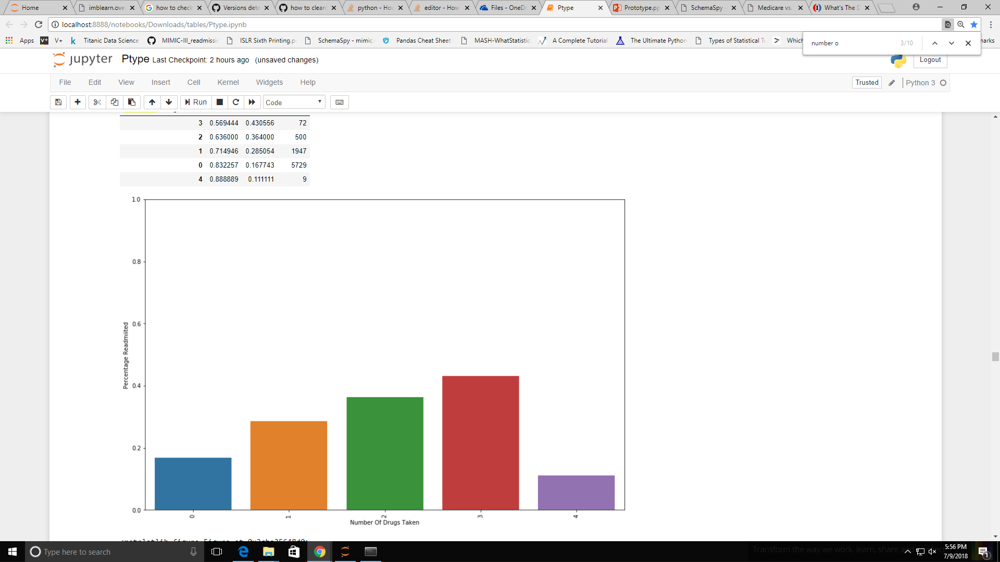 Home
imblearn.ove
how to check
Versions dete
how to clean
python - How
editor - How
Files - OneDr
Ptype
Prototype.pp
SchemaSpy -
Medicare vs.
What's The D
localhost:8888/notebooks/Downloads/tables/Ptype.ipynb
Apps
V+
Titanic Data Science
MIMIC-III_readmissic
ISLR Sixth Printing.p
SchemaSpy - mimic.
Pandas Cheat Sheet
MASH-WhatStatistic
A Complete Tutorial
The Ultimate Python
Types of Statistical Te
Which
marks
number o
3/10
jupyter
Ptype Last Checkpoint: 2 hours ago (unsaved changes)
Logout
File Edit View Insert Cell Kernel Widgets Help
Trusted
Python 3
Run
Code
3 0.569444 0.430556 72
2 0.636000 0.364000 500
1 0.714946 0.285054 1947
0 0.832257 0.167743 5729
4 0.888889 0.111111 9
1.0
0.8
0.6
0.4
0.2
0.0
Percentage Readmiited
0 1 2 3 4
Number Of Drugs Taken
Type here to search
Transform the way we work, learn, share
5:56 PM
7/9/2018
1